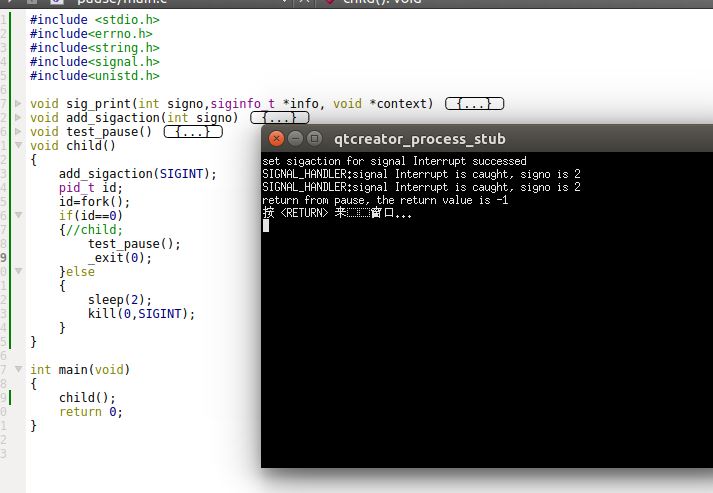 pause/main.c
child(): void
#include <stdio.h>
#include<errno.h>
#include<string.h>
#include<signal.h>
#include<unistd.h>
void sig_print(int signo,siginfo_t *info, void *context) {...}
void add_sigaction(int signo) {...}
void test_pause() {...}
void child()
{
add_sigaction(SIGINT);
pid_t id;
id=fork();
if(id==0)
{//child;
test_pause();
_exit(0);
}else
{
sleep(2);
kill(0,SIGINT);
}
}
int main(void)
{
child();
return 0;
}
qtcreator_process_stub
set sigaction for signal Interrupt successed
SIGNAL_HANDLER:signal Interrupt is caught, signo is 2
SIGNAL_HANDLER:signal Interrupt is caught, signo is 2
return from pause, the return value is -1
按 <RETURN> 来窗口...